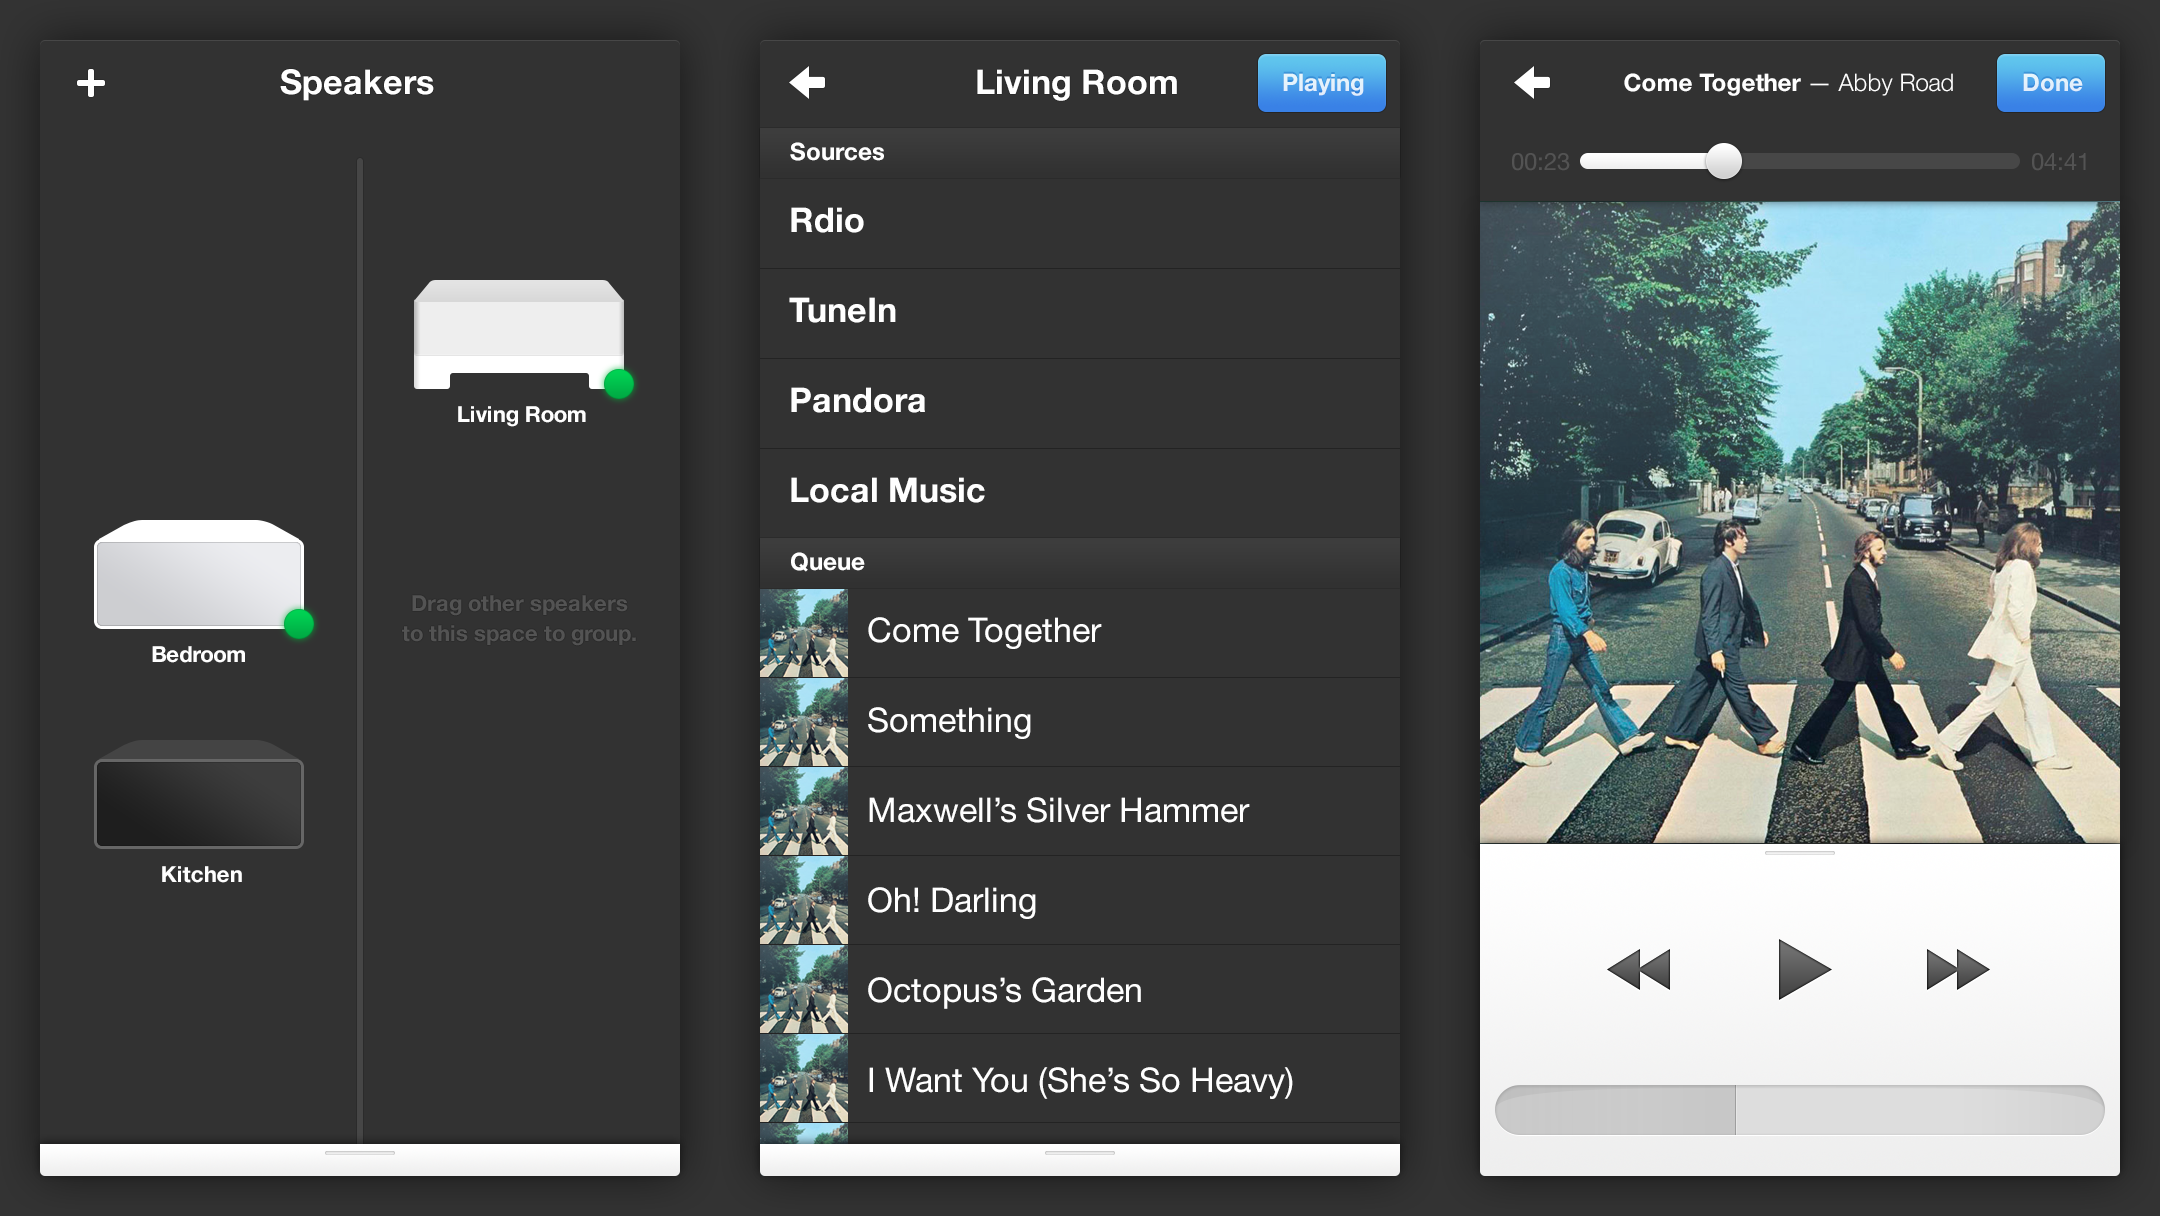 Speakers
Living Room
Bedroom
Drag other speakers
to this space to group.
Kitchen
Living Room
Playing
Sources
Rdio
TuneIn
Pandora
Local Music
Queue
Come Together
Something
Maxwell’s Silver Hammer
Oh! Darling
Octopus’s Garden
I Want You (She’s So Heavy)
Come Together — Abby Road
Done
00:23
04:41